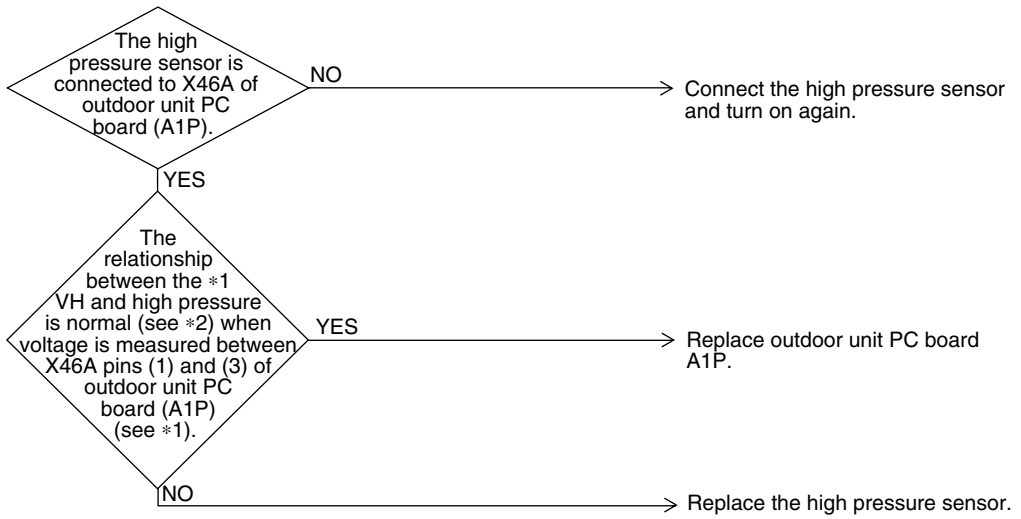 The high
pressure sensor is
connected to X46A of
outdoor unit PC
board (A1P).
NO
Connect the high pressure sensor
and turn on again.
YES
The
relationship
between the *1
VH and high pressure
is normal (see *2) when
voltage is measured between
X46A pins (1) and (3) of
outdoor unit PC
board (A1P)
(see *1).
YES
Replace outdoor unit PC board
A1P.
NO
Replace the high pressure sensor.